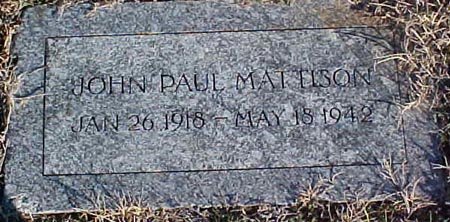 JOHN PAUL MATTISON
JAN 26 1918 - MAY 18 1942